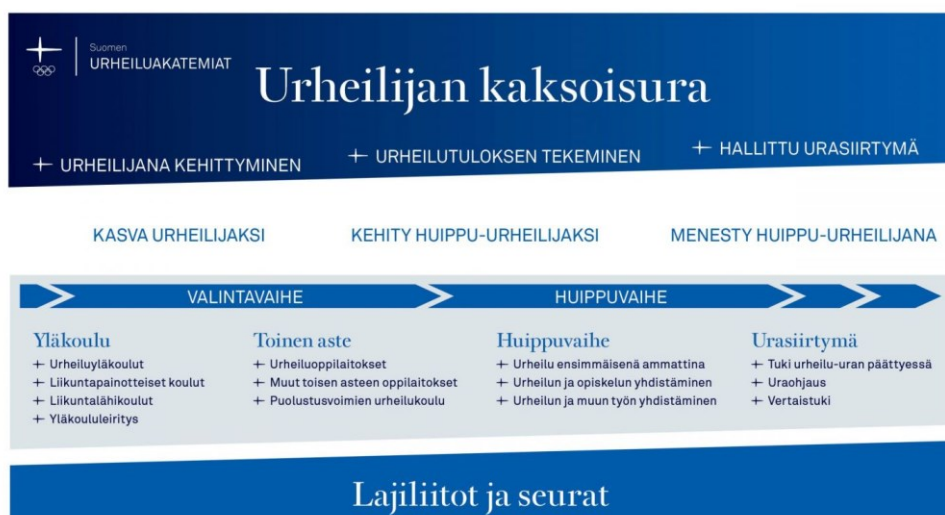 Suomen
URHEILUAKATEMIAT
Urheilijan kaksoisura
URHEILIJANA KEHITTYMINEN
URHEILUTULOKSEN TEKEMINEN
HALLITTU URASIIRTYMÄ
KASVA URHEILIJAKSI
KEHITY HUIPPU-URHEILIJAKSI
MENESTY HUIPPU-URHEILIJANA
VALINTAVAIHE
HUIPPUVAIHE
Yläkoulu
Urheiluyläkoulut
Liikuntapainotteiset koulut
Liikuntalähikoulut
Yläkoululeiritys
Toinen aste
Urheiluoppilaitokset
Muut toisen asteen oppilaitokset
Puolustusvoimien urheilukoulu
Huippuvaihe
Urheilu ensimmäisenä ammattina
Urheilun ja opiskelun yhdistäminen
Urheilun ja muun työn yhdistäminen
Urasiirtymä
Tuki urheilu-uran päättyessä
Uraohjaus
Vertaistuki
Lajiliitot ja seurat